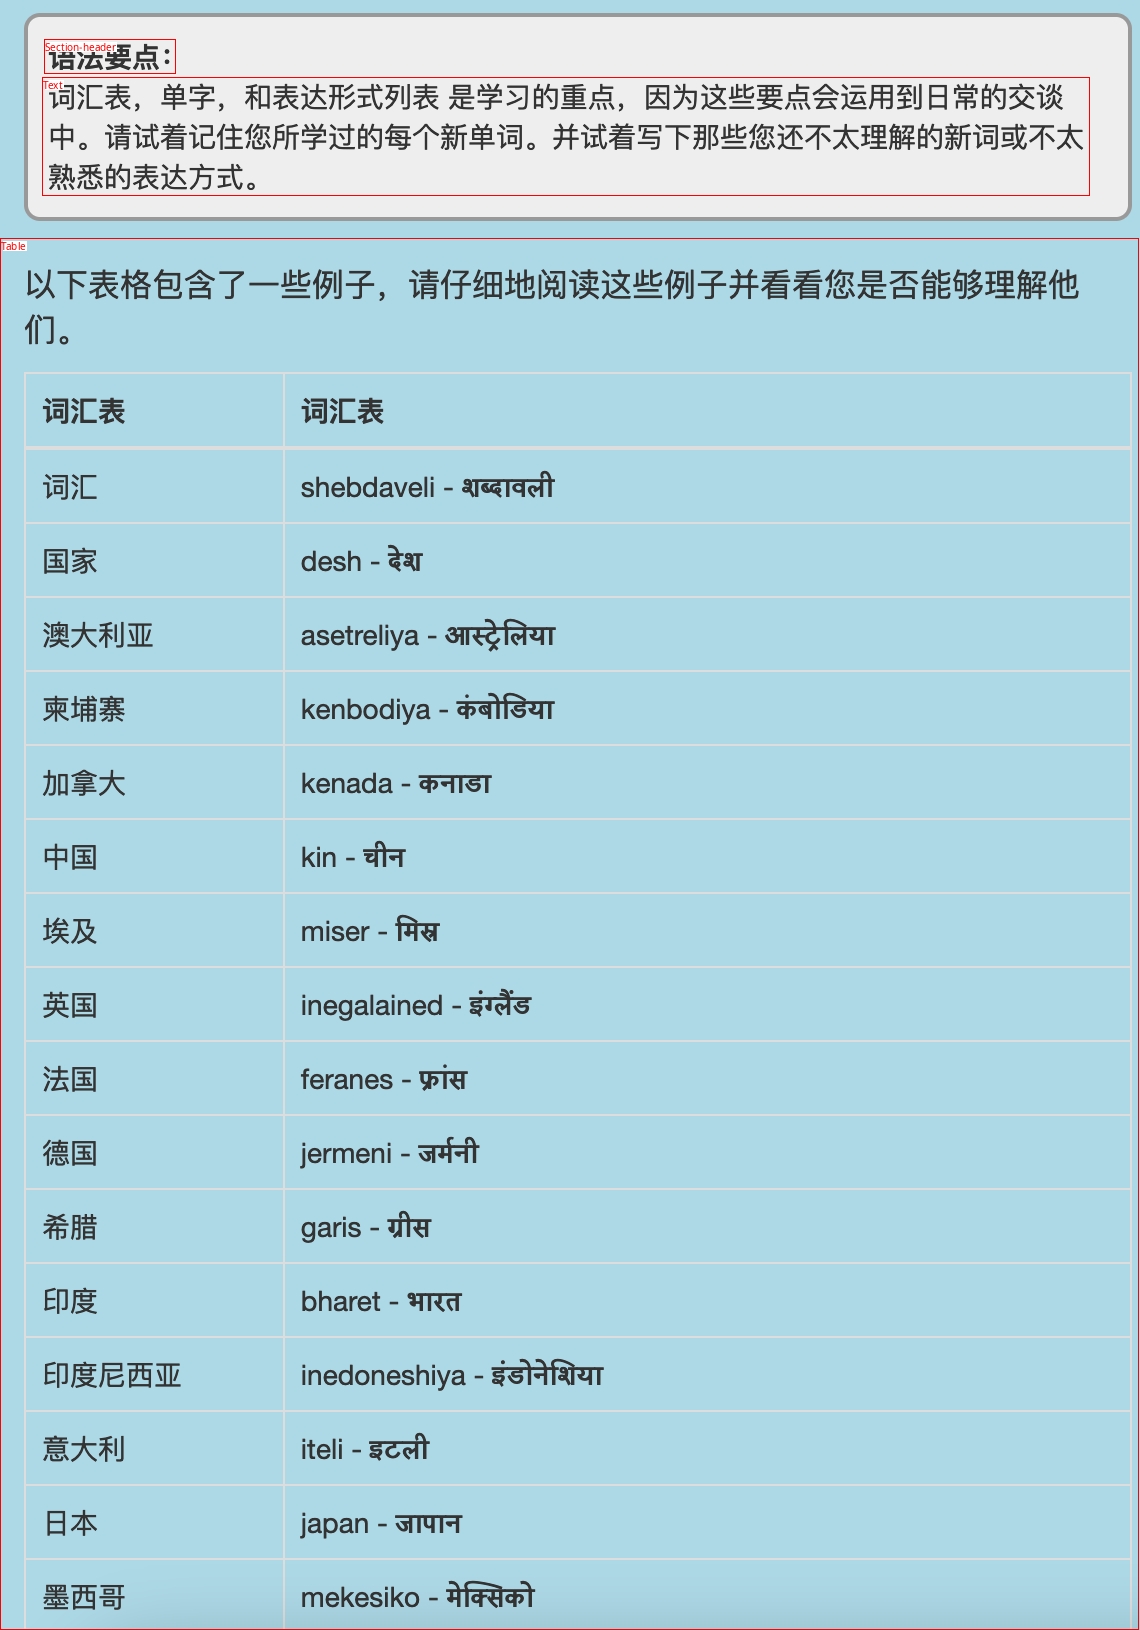 Section-header
语法要点：
Text
词汇表，单字，和表达形式列表 是学习的重点，因为这些要点会运用到日常的交谈
中。请试着记住您所学过的每个新单词。并试着写下那些您还不太理解的新词或不太
熟悉的表达方式。
Table
以下表格包含了一些例子，请仔细地阅读这些例子并看看您是否能够理解他
们。
词汇表 词汇表
词汇 shebdaveli - शब्दावली
国家 desh - देश
澳大利亚 asetreliya - आस्ट्रेलिया
柬埔寨 kenbodiya - कंबोडिया
加拿大 kenada - कनाडा
中国 kin - चीन
埃及 miser - मिस्र
英国 inegalained - इंग्लैंड
法国 feranes - फ्रांस
德国 jermeni - जर्मनी
希腊 garis - ग्रीस
印度 bharet - भारत
印度尼西亚 inedoneshiya - इंडोनेशिया
意大利 iteli - इटली
日本 japan - जापान
墨西哥 mekesiko - मेक्सिको